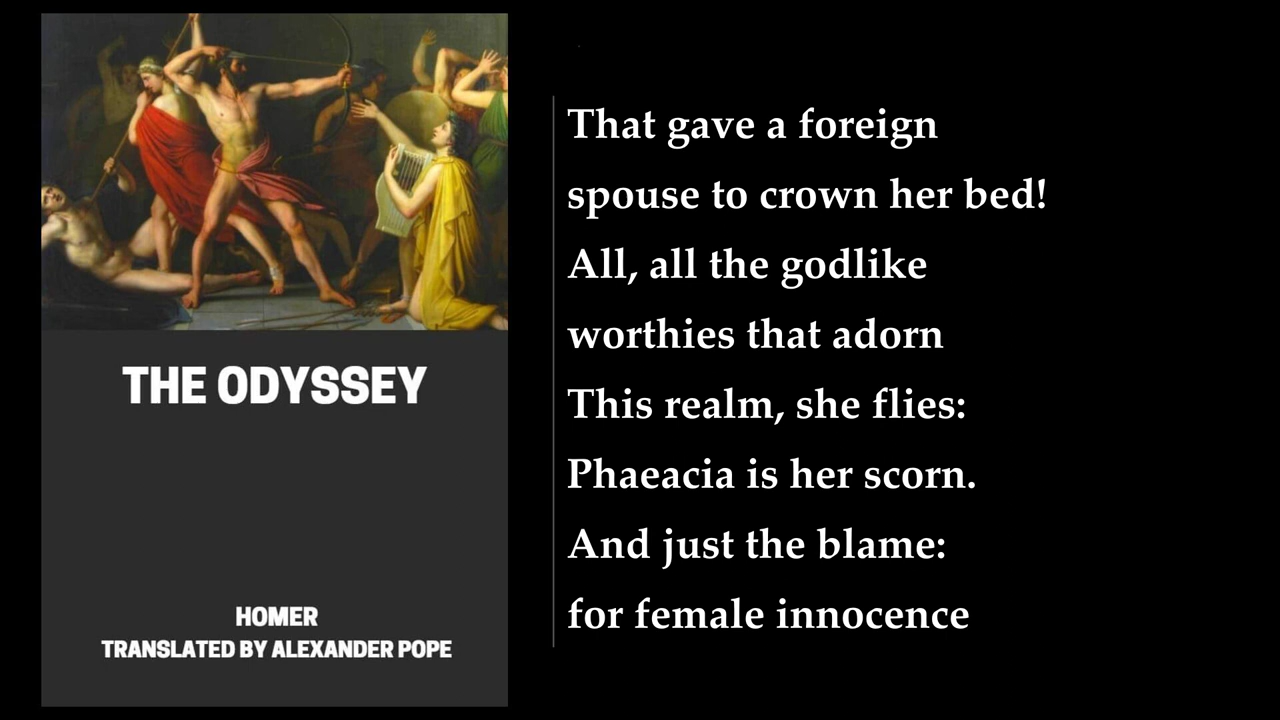 THE ODYSSEY
HOMER
TRANSLATED BY ALEXANDER POPE
That gave a foreign
spouse to crown her bed!
All, all the godlike
worthies that adorn
This realm, she flies:
Phaeacia is her scorn.
And just the blame:
for female innocence